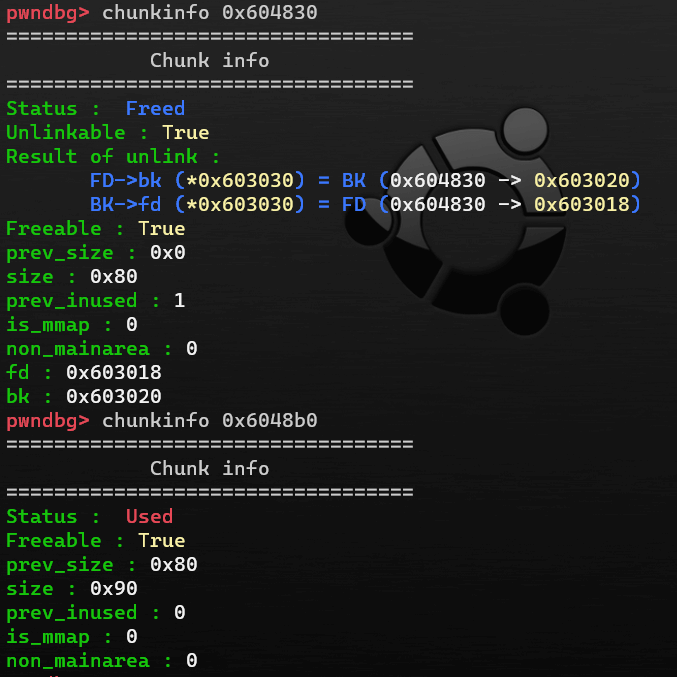 pwndbg> chunkinfo 0x604830
==================================
Chunk info
==================================
Status :  Freed
Unlinkable : True
Result of unlink :
FD->bk (*0x603030) = BK (0x604830 -> 0x603020)
BK->fd (*0x603030) = FD (0x604830 -> 0x603018)
Freeable : True
prev_size : 0x0
size : 0x80
prev_inused : 1
is_mmap : 0
non_mainarea : 0
fd : 0x603018
bk : 0x603020
pwndbg> chunkinfo 0x6048b0
==================================
Chunk info
==================================
Status :  Used
Freeable : True
prev_size : 0x80
size : 0x90
prev_inused : 0
is_mmap : 0
non_mainarea : 0